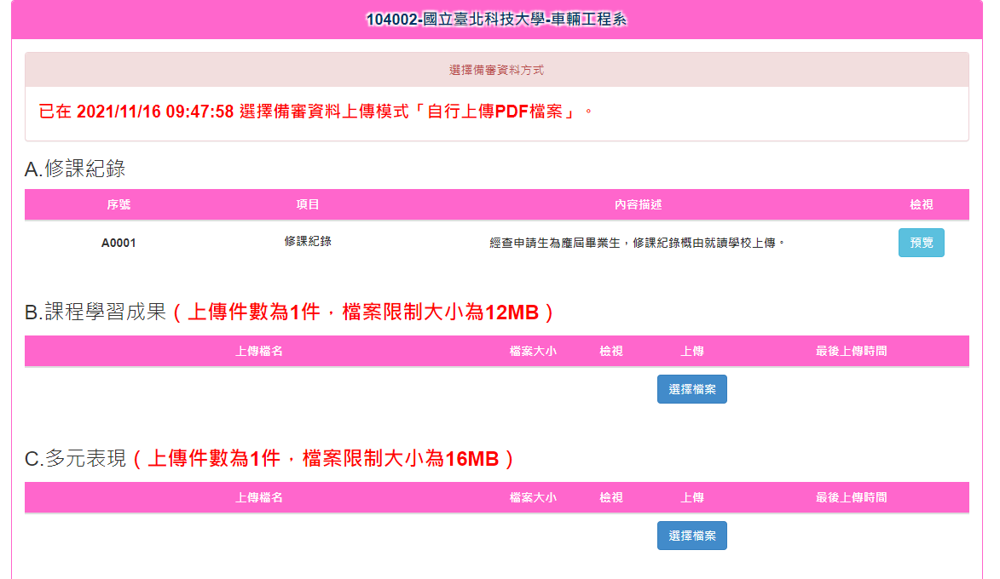 104002-國立臺北科技大學-車輛工程系
選擇備審資料方式
已在 2021/11/16 09:47:58 選擇備審資料上傳模式「自行上傳PDF檔案」。
A.修課紀錄
序號 項目 內容描述 檢視
A0001 修課紀錄 經查申請生為應屆畢業生，修課紀錄概由就讀學校上傳。 預覽
B.課程學習成果（上傳件數為1件，檔案限制大小為12MB）
上傳檔名 檔案大小 檢視 上傳 最後上傳時間
選擇檔案
C.多元表現（上傳件數為1件，檔案限制大小為16MB）
上傳檔名 檔案大小 檢視 上傳 最後上傳時間
選擇檔案